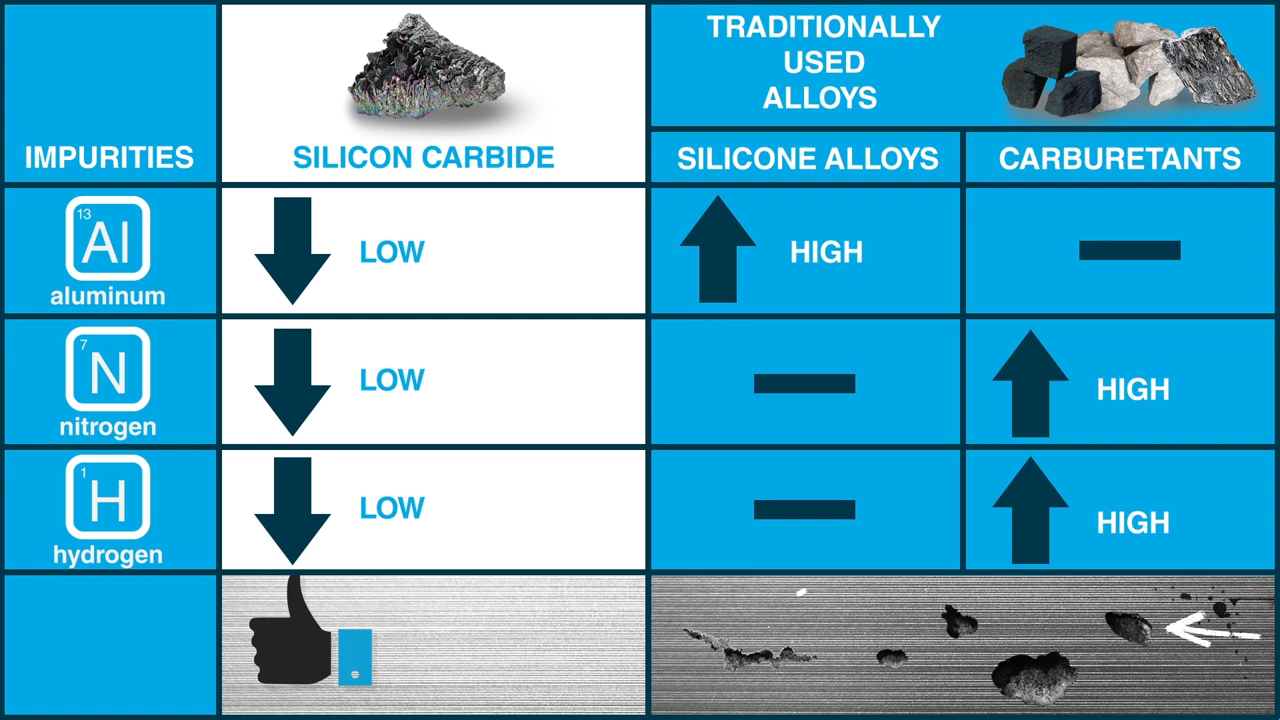 TRADITIONALLY
USED
ALLOYS
IMPURITIES
SILICON CARBIDE
SILICONE ALLOYS
CARBURETANTS
13
Al
aluminum
LOW
HIGH
7
N
nitrogen
LOW
HIGH
1
H
hydrogen
LOW
HIGH